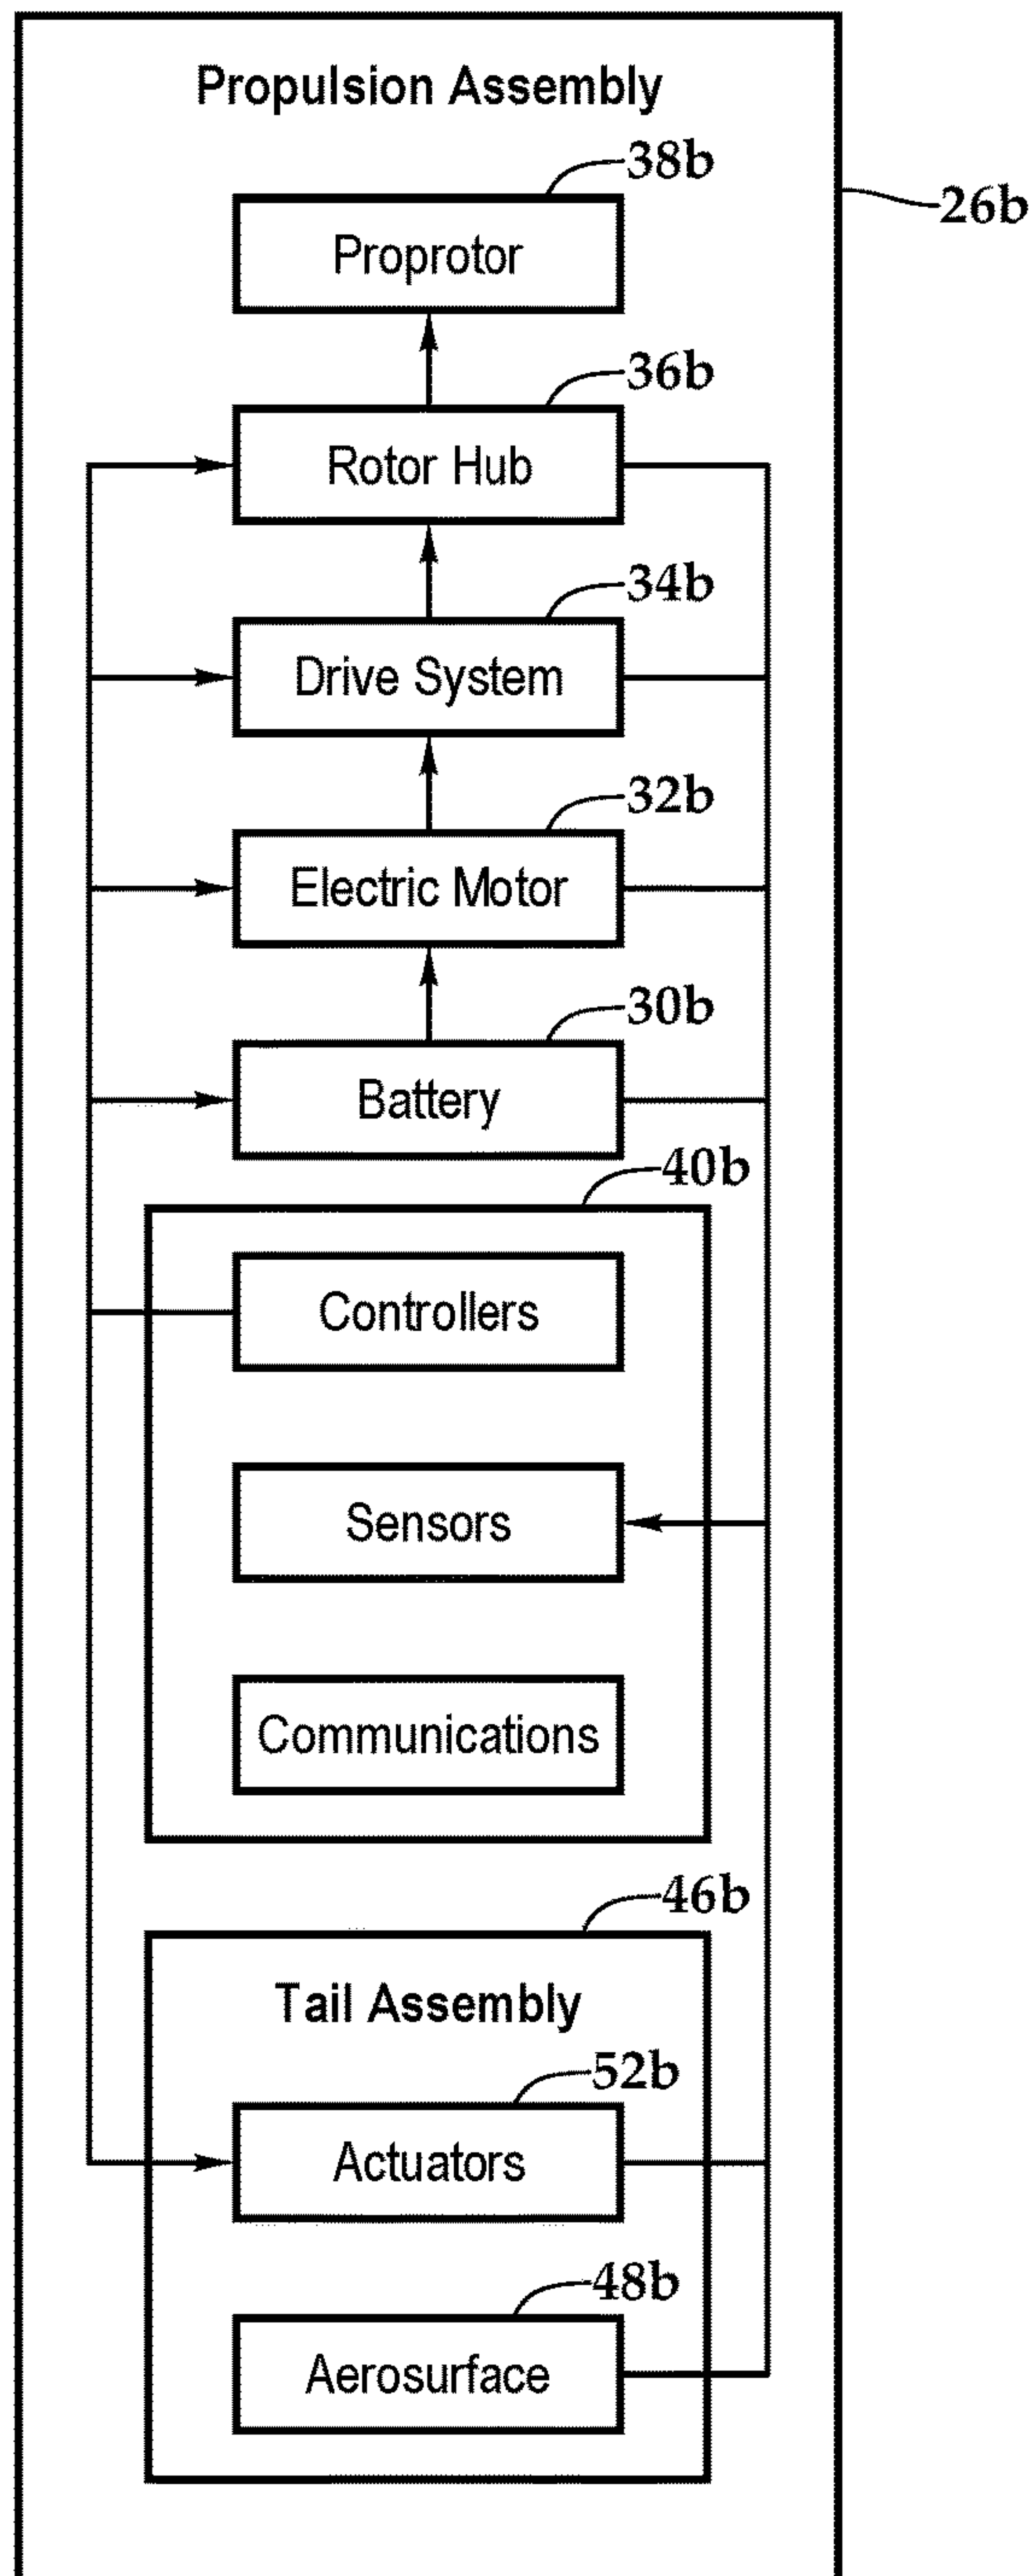 Propulsion Assembly
38b
26b
Proprotor
36b
Rotor Hub
34b
Drive System
32b
Electric Motor
30b
Battery
40b
Controllers
Sensors
Communications
46b
Tail Assembly
52b
Actuators
48b
Aerosurface